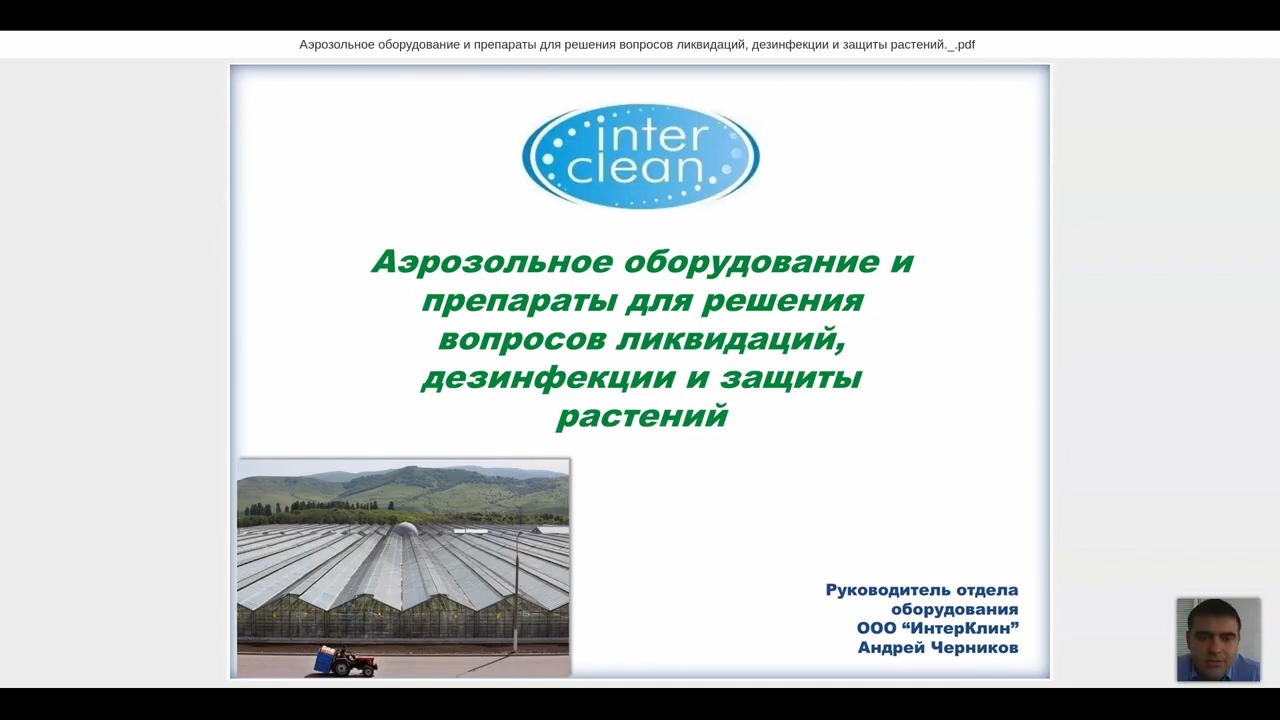 Аэрозольное оборудование и препараты для решения вопросов ликвидаций, дезинфекции и защиты растений._.pdf
inter
clean
Аэрозольное оборудование и
препараты для решения
вопросов ликвидаций,
дезинфекции и защиты
растений
Руководитель отдела
оборудования
ООО “ИнтерКлин”
Андрей Черников